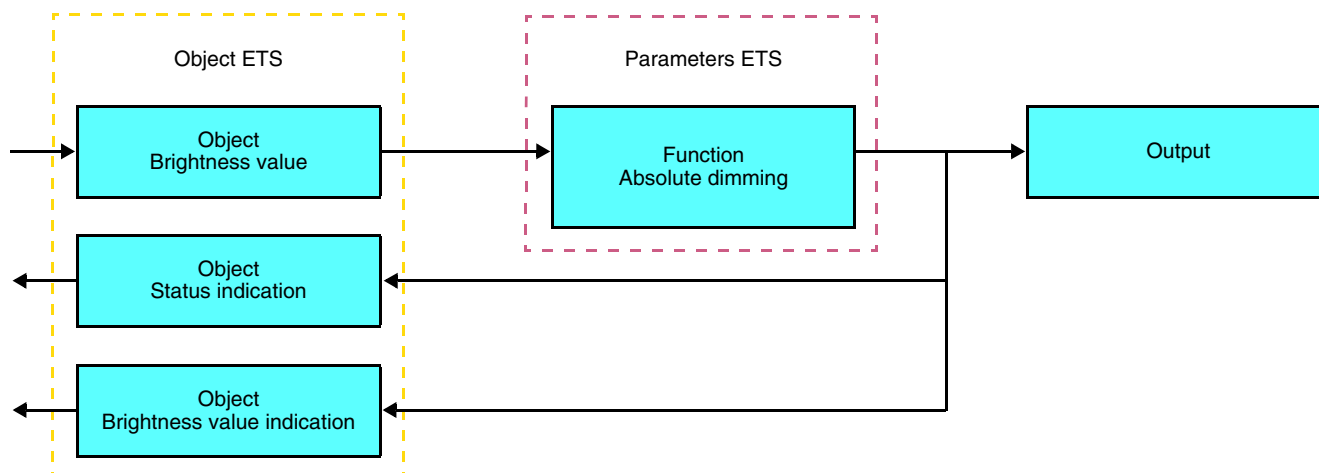 Object ETS
Parameters ETS
Object
Brightness value
Function
Absolute dimming
Output
Object
Status indication
Object
Brightness value indication